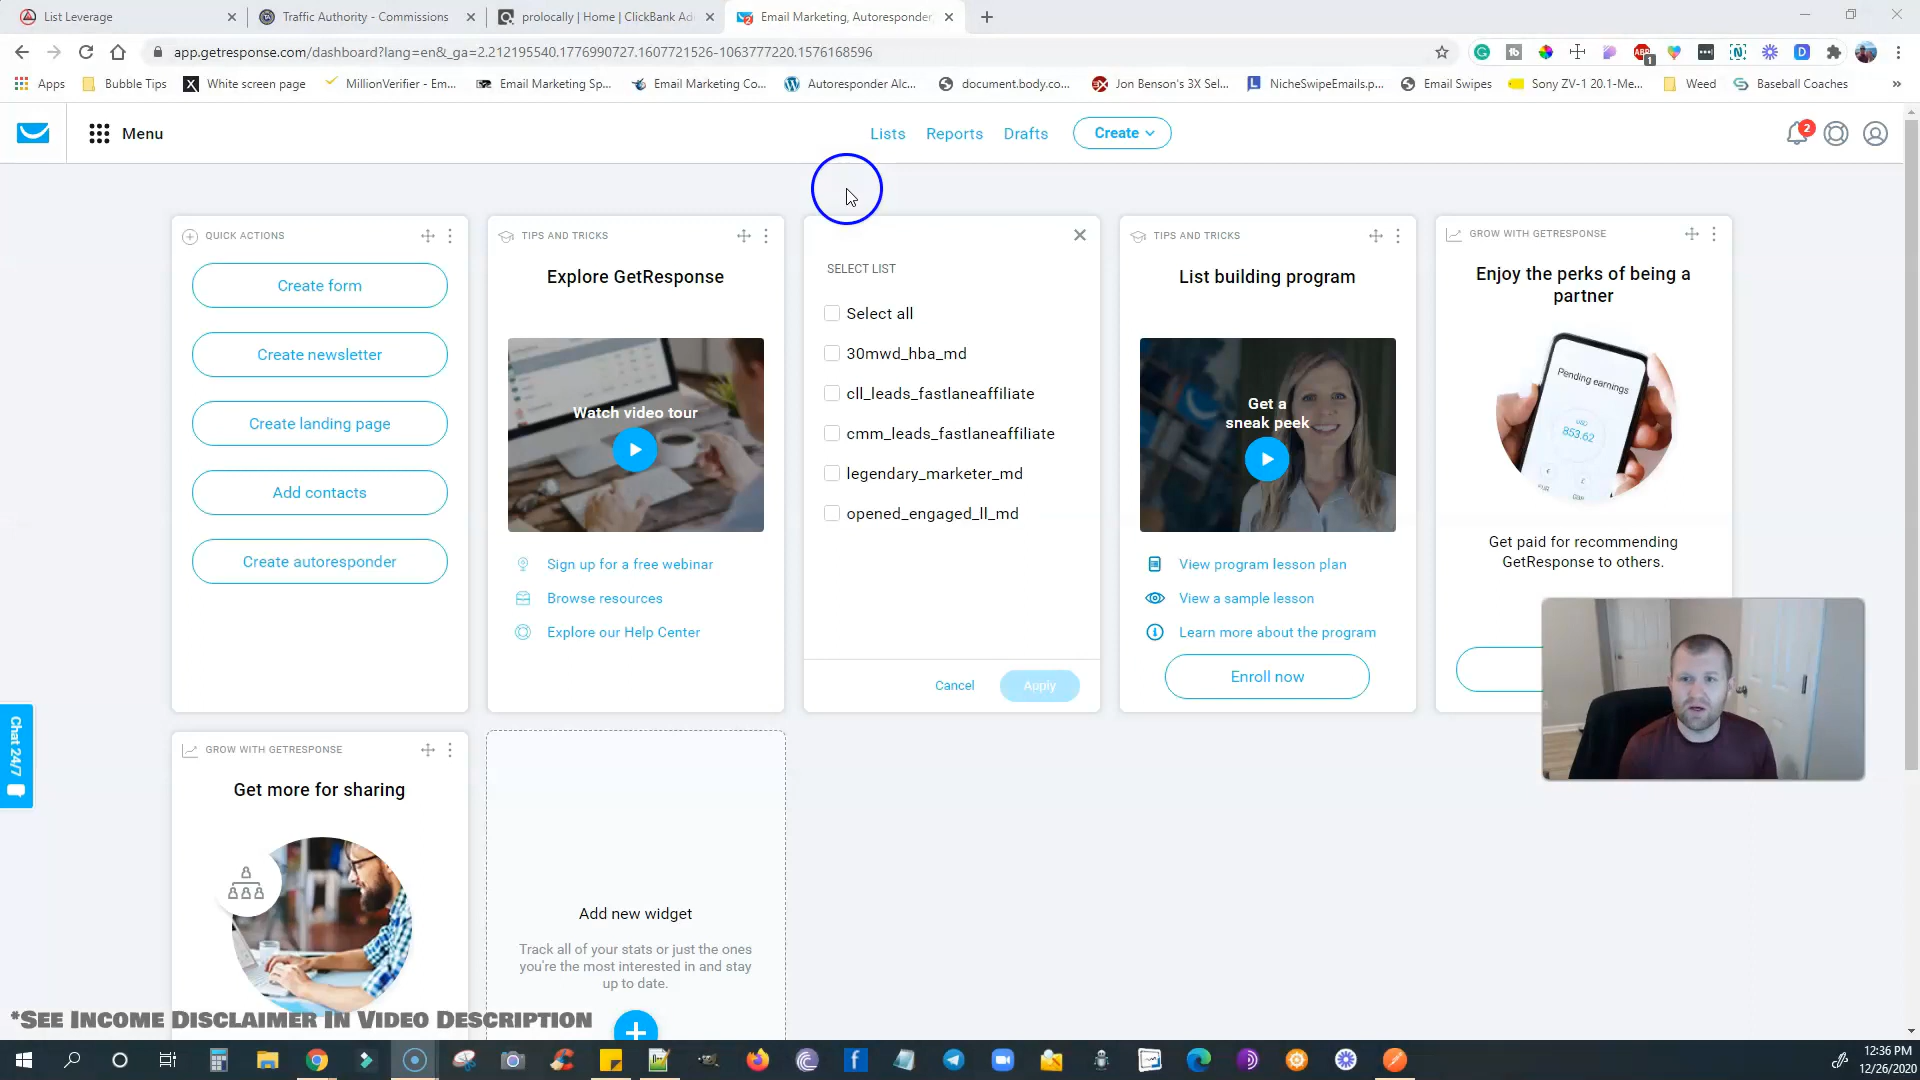 List Leverage
Traffic Authority - Commissions
prolocally | Home | ClickBank Ad
Email Marketing, Autoresponder
app.getresponse.com/dashboard?lang=en&_ga=2.212195540.1776990727.1607721526-1063777220.1576168596
Apps
Bubble Tips
White screen page
MillionVerifier - Em...
Email Marketing Sp...
Email Marketing Co...
Autoresponder Alc...
document.body.co...
Jon Benson's 3X Sel...
NicheSwipeEmails.p...
Email Swipes
Sony ZV-1 20.1-Me...
Weed
Baseball Coaches
»
Menu
Lists
Reports
Drafts
Create
2
QUICK ACTIONS
Create form
Create newsletter
Create landing page
Add contacts
Create autoresponder
TIPS AND TRICKS
Explore GetResponse
Watch video tour
Sign up for a free webinar
Browse resources
Explore our Help Center
SELECT LIST
Select all
30mwd_hba_md
cll_leads_fastlaneaffiliate
cmm_leads_fastlaneaffiliate
legendary_marketer_md
opened_engaged_ll_md
Cancel
Apply
TIPS AND TRICKS
List building program
Get a
sneak peek
View program lesson plan
View a sample lesson
Learn more about the program
Enroll now
GROW WITH GETRESPONSE
Enjoy the perks of being a
partner
Pending earnings
USD
853.62
Get paid for recommending
GetResponse to others.
Chat 24/7
GROW WITH GETRESPONSE
Get more for sharing
Add new widget
Track all of your stats or just the ones
you're the most interested in and stay
up to date.
*SEE INCOME DISCLAIMER IN VIDEO DESCRIPTION
12:36 PM
12/26/2020